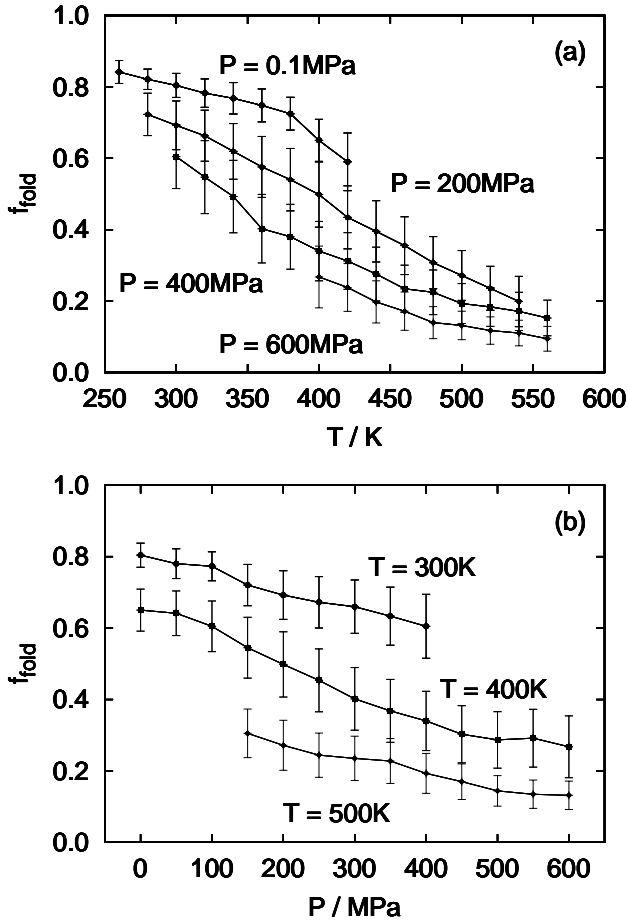 1.0
(a)
P = 0.1MPa
0.8
0.6
P = 200MPa
f_fold
0.4
P = 400MPa
0.2
P = 600MPa
0.0
250 300 350 400 450 500 550 600
T / K
1.0
(b)
0.8
T = 300K
0.6
f_fold
T = 400K
0.4
0.2
T = 500K
0.0
0 100 200 300 400 500 600
P / MPa